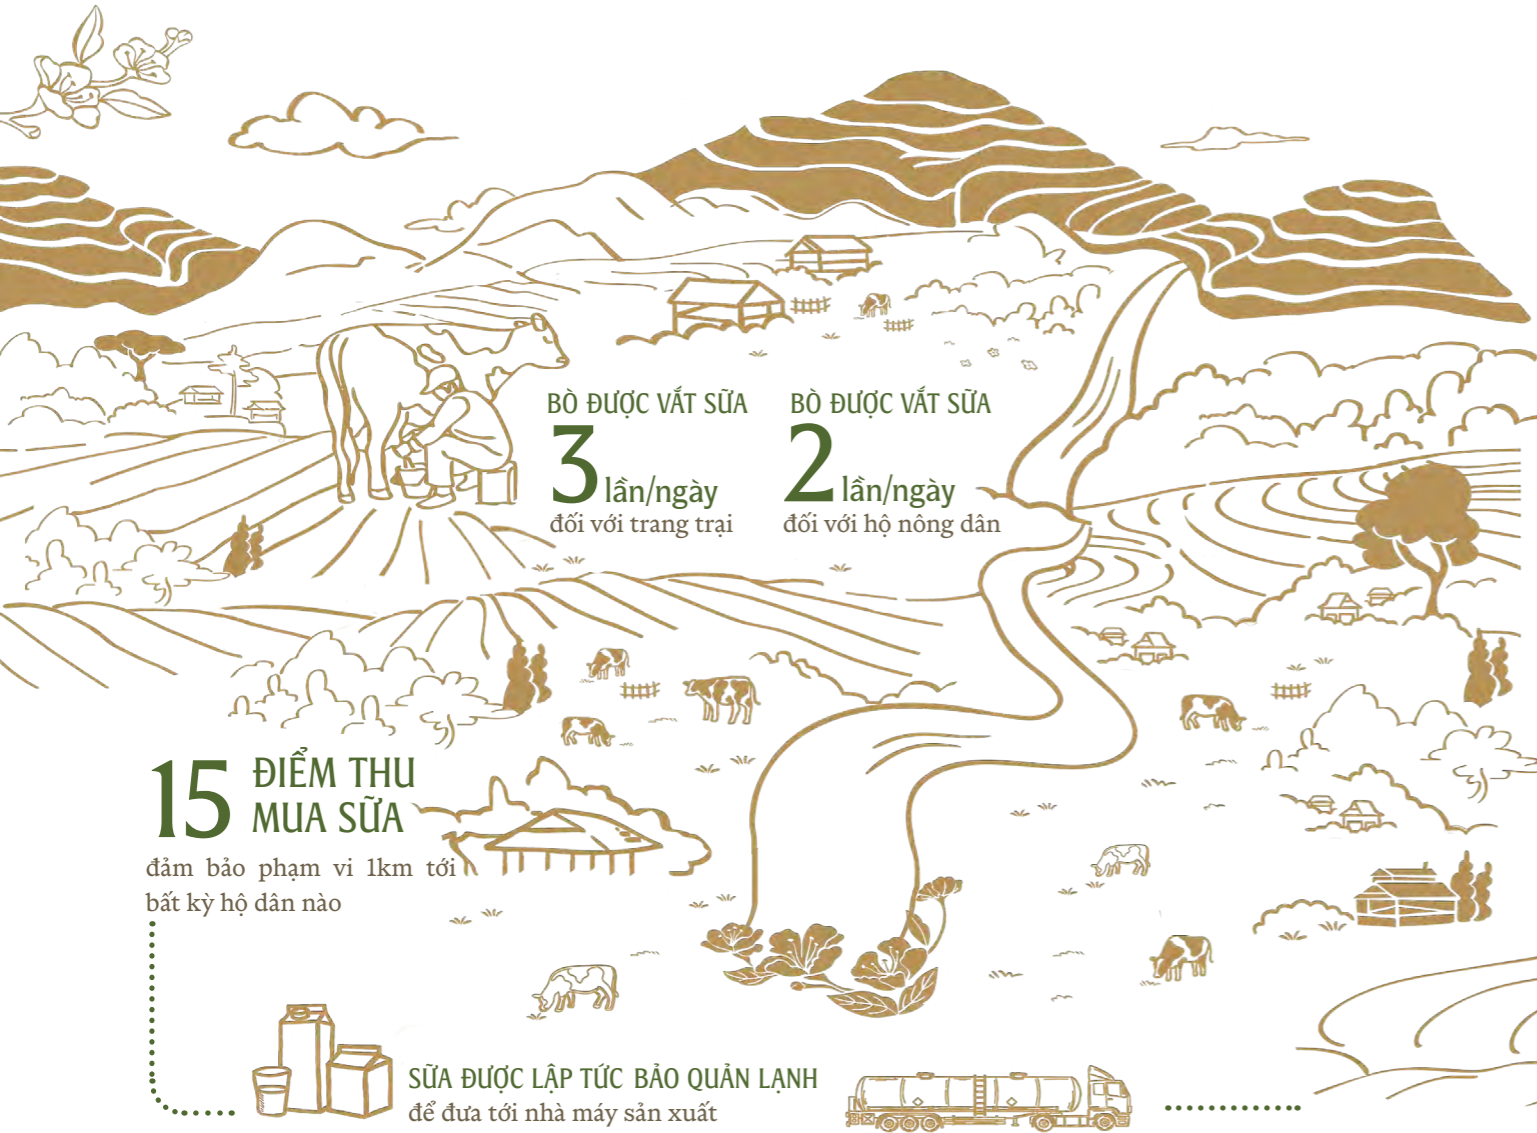 BÒ ĐƯỢC VẮT SỮA
3 lần/ngày
đối với trang trại
BÒ ĐƯỢC VẮT SỮA
2 lần/ngày
đối với hộ nông dân
15 ĐIỂM THU
MUA SỮA
đảm bảo phạm vi 1km tới
bất kỳ hộ dân nào
SỮA ĐƯỢC LẬP TỨC BẢO QUẢN LẠNH
để đưa tới nhà máy sản xuất